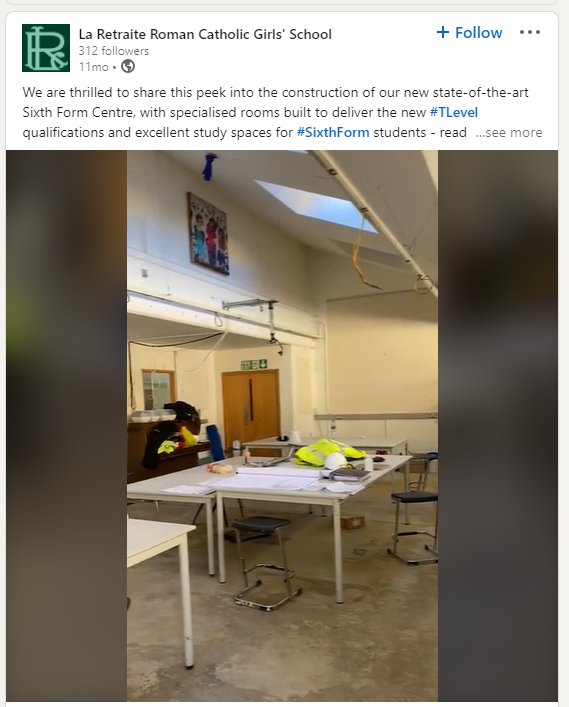 La Retraite Roman Catholic Girls' School
+ Follow
312 followers
11mo •
We are thrilled to share this peek into the construction of our new state-of-the-art
Sixth Form Centre, with specialised rooms built to deliver the new #TLevel
qualifications and excellent study spaces for #SixthForm students - read ...see more